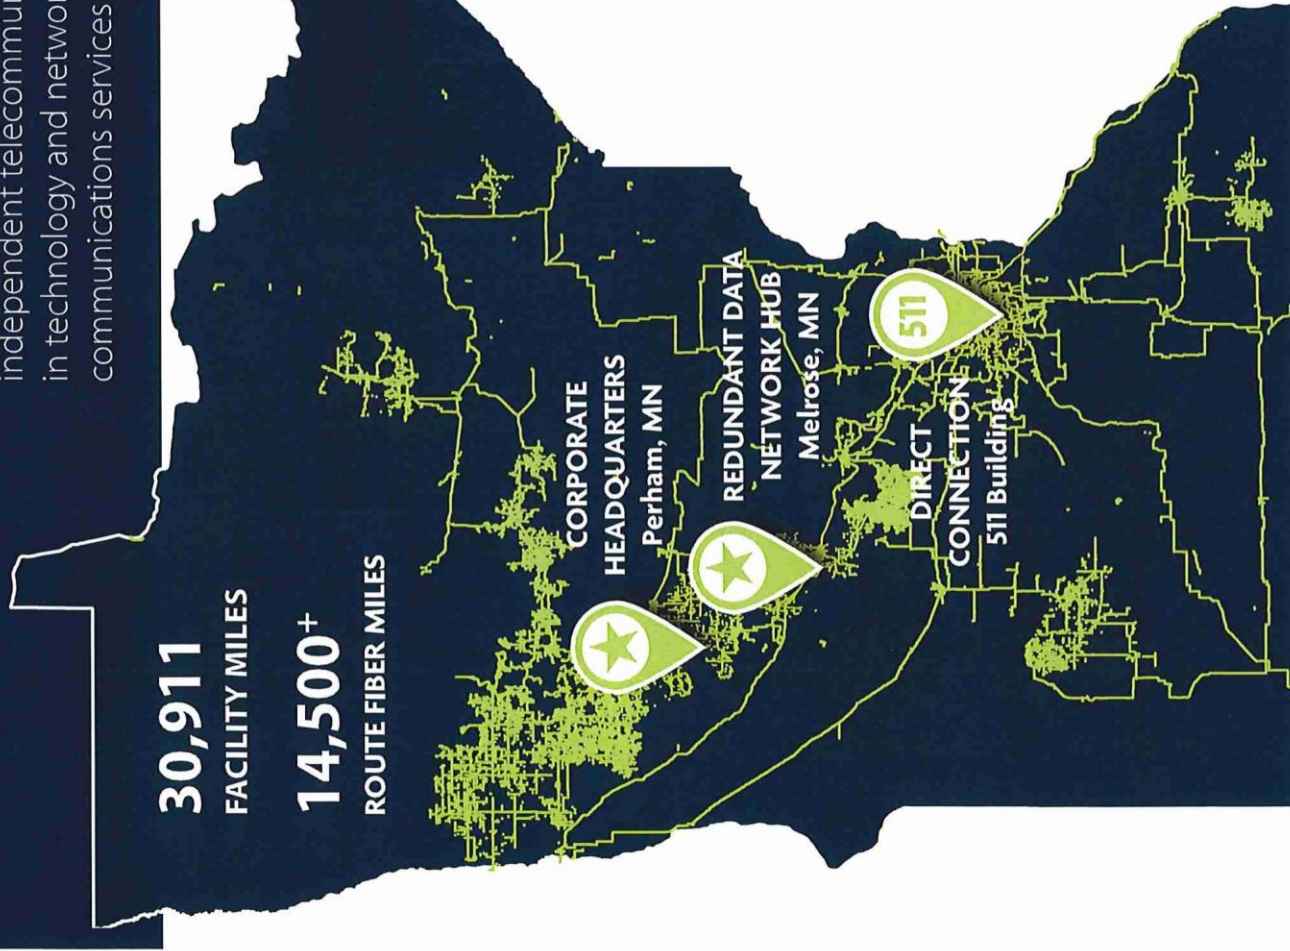 independent telecommu
in technology and networ
communications services
30,911
FACILITY MILES
14,500+
ROUTE FIBER MILES
CORPORATE
HEADQUARTERS
Perham, MN
REDUNDANT DATA
NETWORK HUB
Melrose, MN
511
DIRECT
CONNECTION
511 Building